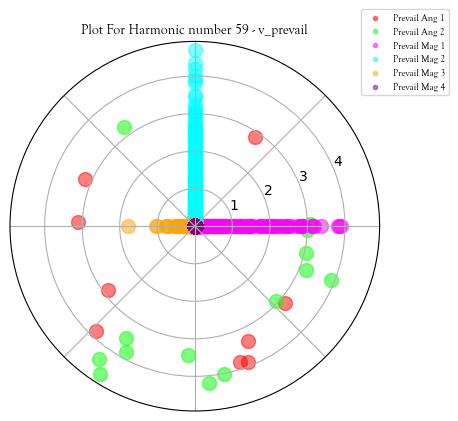 Plot For Harmonic number 59 - v_prevail
Prevail Ang 1
Prevail Ang 2
Prevail Mag 1
Prevail Mag 2
Prevail Mag 3
Prevail Mag 4
4
3
2
1